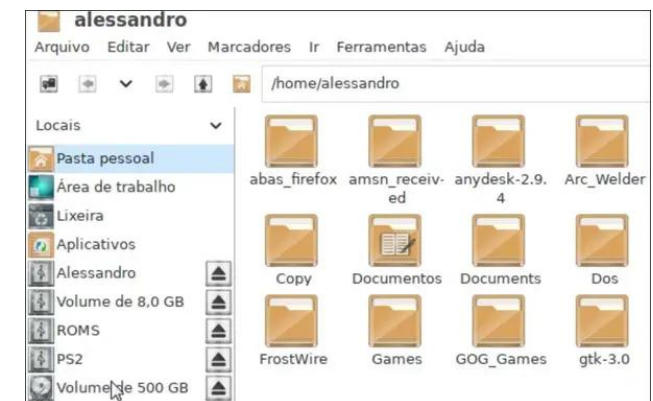 alessandro
Arquivo Editar Ver Marcadores Ir Ferramentas Ajuda
/home/alessandro
Locais
Pasta pessoal
Área de trabalho
Lixeira
Aplicativos
Alessandro
Volume de 8,0 GB
ROMS
PS2
Volume de 500 GB
abas_firefox amsn_receiv- anydesk-2.9. Arc_Welder
ed 4
Copy Documentos Documents Dos
FrostWire Games GOG_Games gtk-3.0